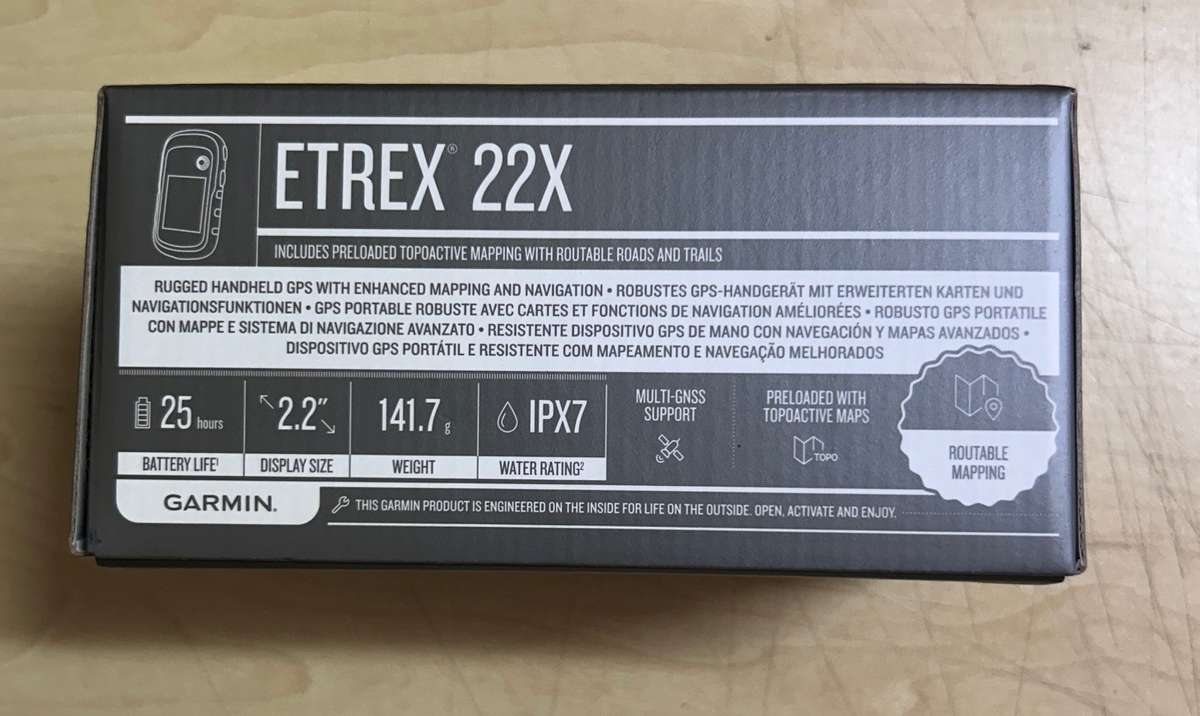 ETREX® 22X
INCLUDES PRELOADED TOPOACTIVE MAPPING WITH ROUTABLE ROADS AND TRAILS
RUGGED HANDHELD GPS WITH ENHANCED MAPPING AND NAVIGATION • ROBUSTES GPS-HANDGERÄT MIT ERWEITERTEN KARTEN UND
NAVIGATIONSFUNKTIONEN • GPS PORTABLE ROBUSTE AVEC CARTES ET FONCTIONS DE NAVIGATION AMÉLIORÉES • ROBUSTO GPS PORTATILE
CON MAPPE E SISTEMA DI NAVIGAZIONE AVANZATO • RESISTENTE DISPOSITIVO GPS DE MANO CON NAVEGACIÓN Y MAPAS AVANZADOS •
DISPOSITIVO GPS PORTÁTIL E RESISTENTE COM MAPEAMENTO E NAVEGAÇÃO MELHORADOS
25 hours
BATTERY LIFE¹
2.2"
DISPLAY SIZE
141.7 g
WEIGHT
IPX7
WATER RATING²
MULTI-GNSS
SUPPORT
PRELOADED WITH
TOPOACTIVE MAPS
TOPO
ROUTABLE
MAPPING
GARMIN.
THIS GARMIN PRODUCT IS ENGINEERED ON THE INSIDE FOR LIFE ON THE OUTSIDE. OPEN, ACTIVATE AND ENJOY.